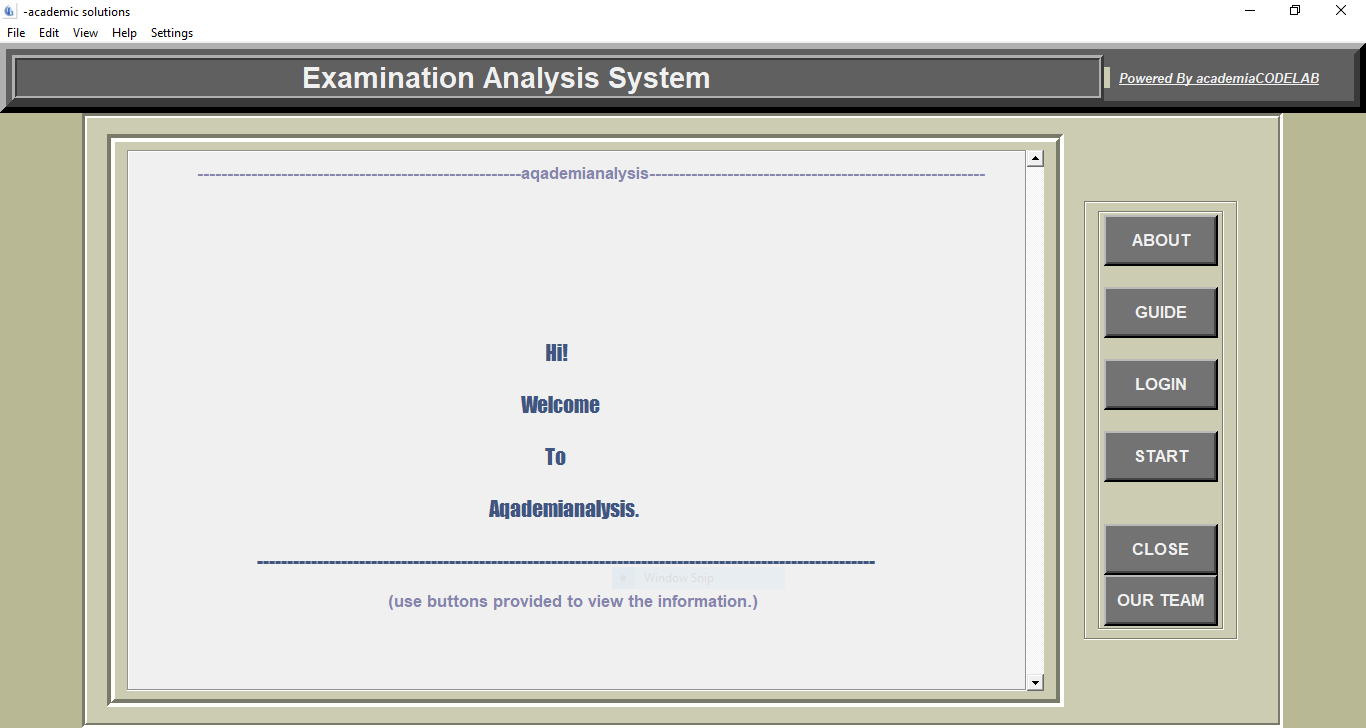 -academic solutions
File Edit View Help Settings
Examination Analysis System
Powered By academiaCODELAB
------------------------------------------------------aqademianalysis--------------------------------------------------------
Hi!
Welcome
To
Aqademianalysis.
-------------------------------------------------------------------------------------------------------
Window Snip
(use buttons provided to view the information.)
ABOUT
GUIDE
LOGIN
START
CLOSE
OUR TEAM